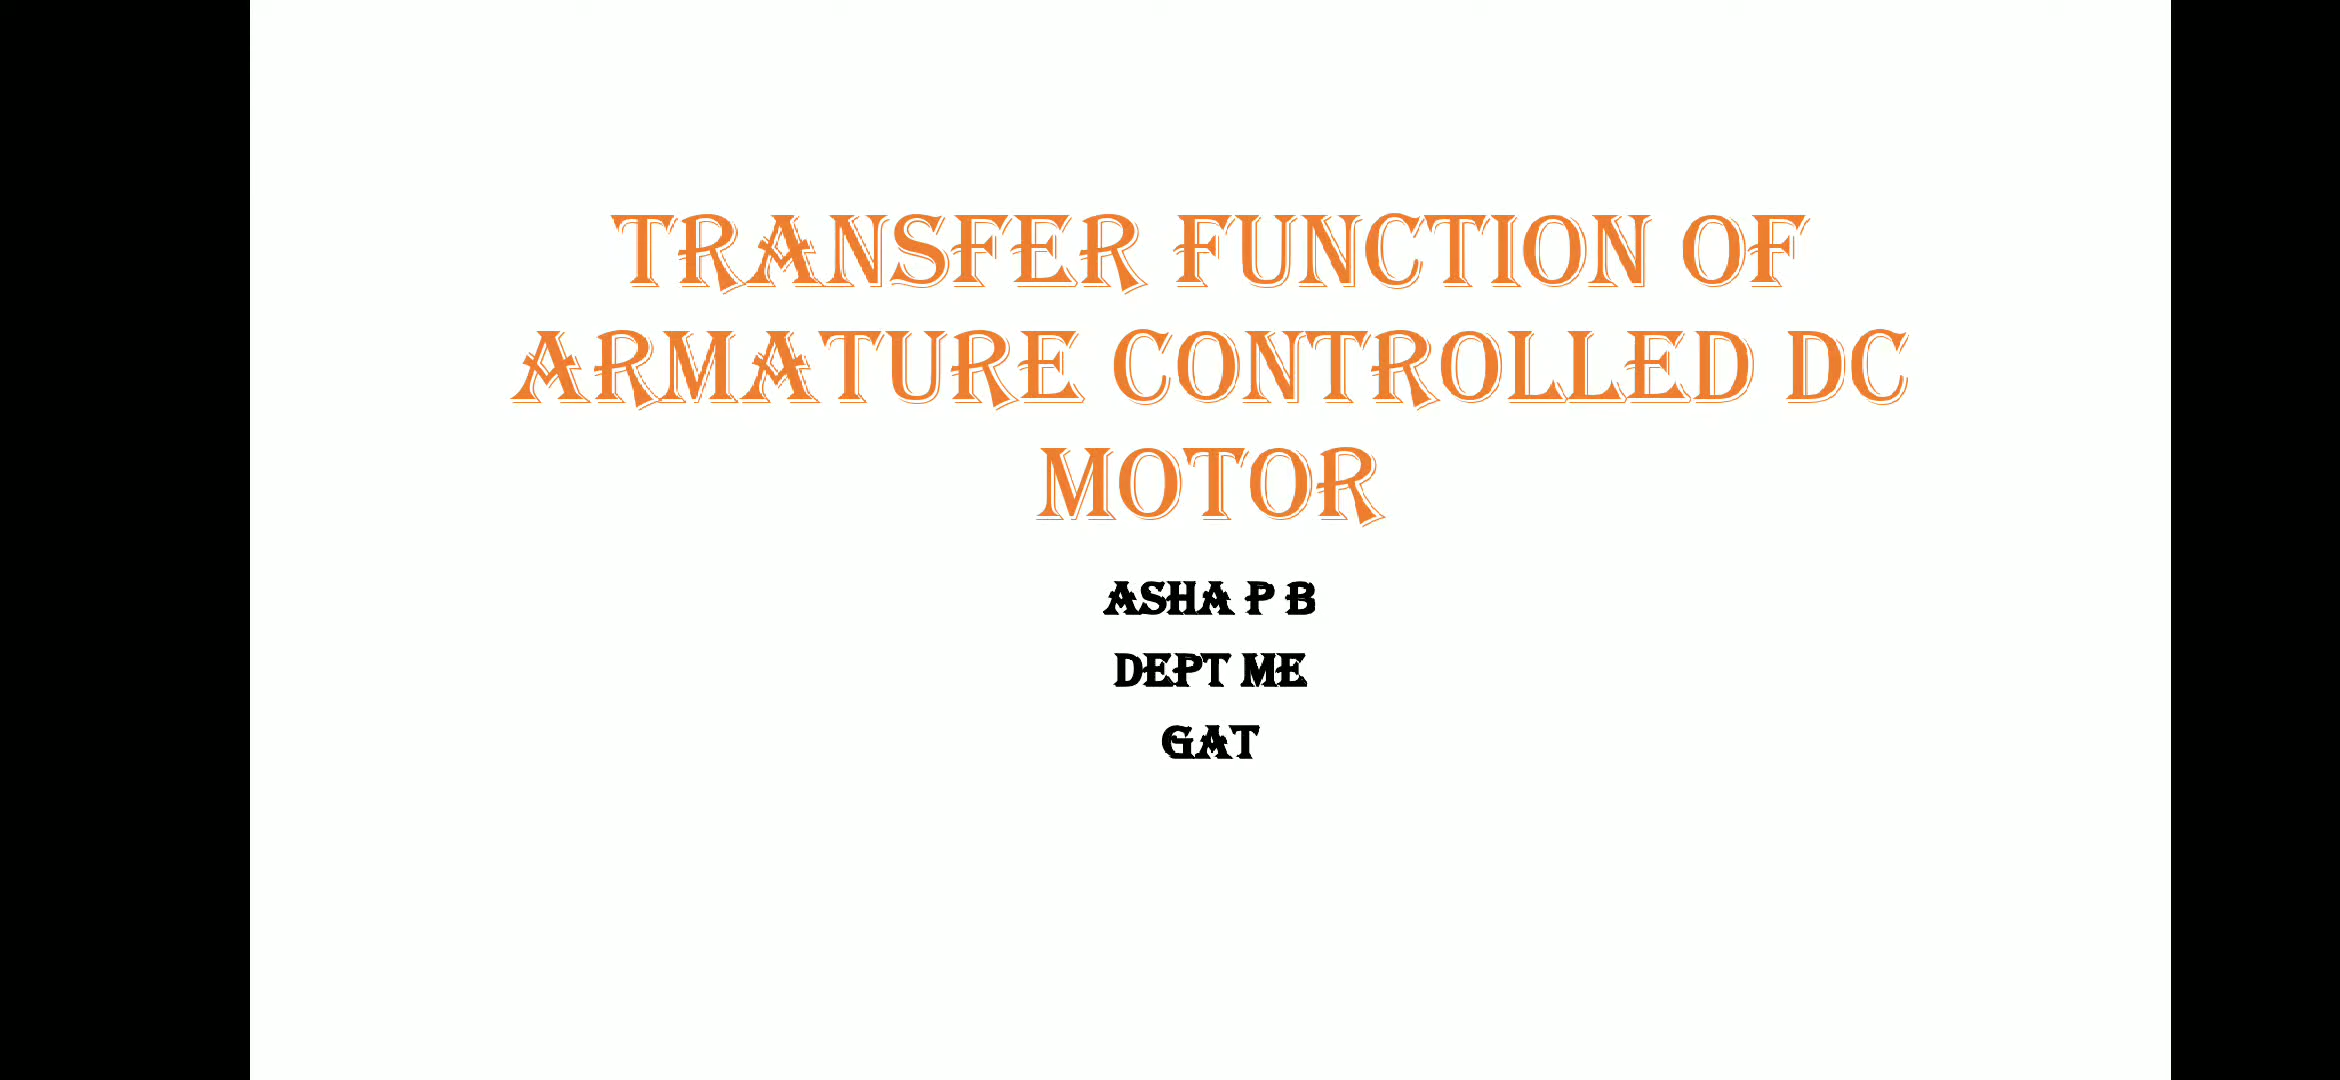 TRANSFER FUNCTION OF
ARMATURE CONTROLLED DC
MOTOR
ASHA P B
DEPT ME
GAT